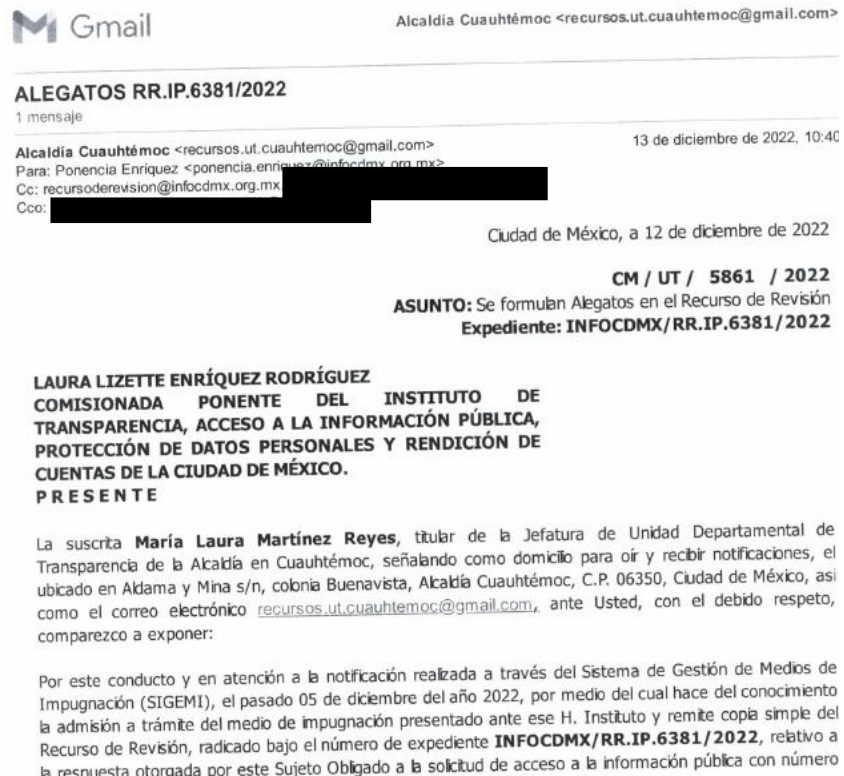 Gmail
Alcaldía Cuauhtémoc <recursos.ut.cuauhtemoc@gmail.com>
ALEGATOS RR.IP.6381/2022
1 mensaje
Alcaldía Cuauhtémoc <recursos.ut.cuauhtemoc@gmail.com>
13 de diciembre de 2022, 10:40
Para: Ponencia Enriquez <ponencia.enriquez@infocdmx.org.mx>
Cc: recursoderevision@infocdmx.org.mx
Cco:
Ciudad de México, a 12 de diciembre de 2022
CM / UT / 5861 / 2022
ASUNTO: Se formulan Alegatos en el Recurso de Revisión
Expediente: INFOCDMX/RR.IP.6381/2022
LAURA LIZETTE ENRÍQUEZ RODRÍGUEZ
COMISIONADA PONENTE DEL INSTITUTO DE
TRANSPARENCIA, ACCESO A LA INFORMACIÓN PÚBLICA,
PROTECCIÓN DE DATOS PERSONALES Y RENDICIÓN DE
CUENTAS DE LA CIUDAD DE MÉXICO.
P R E S E N T E
La suscrita María Laura Martínez Reyes, titular de la Jefatura de Unidad Departamental de
Transparencia de la Alcaldía en Cuauhtémoc, señalando como domicilio para oír y recibir notificaciones, el
ubicado en Aldama y Mina s/n, colonia Buenavista, Alcaldía Cuauhtémoc, C.P. 06350, Ciudad de México, asi
como el correo electrónico recursos.ut.cuauhtemoc@gmail.com, ante Usted, con el debido respeto,
comparezco a exponer:
Por este conducto y en atención a la notificación realizada a través del Sistema de Gestión de Medios de
Impugnación (SIGEMI), el pasado 05 de diciembre del año 2022, por medio del cual hace del conocimiento
la admisión a trámite del medio de impugnación presentado ante ese H. Instituto y remite copia simple del
Recurso de Revisión, radicado bajo el número de expediente INFOCDMX/RR.IP.6381/2022, relativo a
la respuesta otorgada por este Sujeto Obligado a la solicitud de acceso a la información pública con número